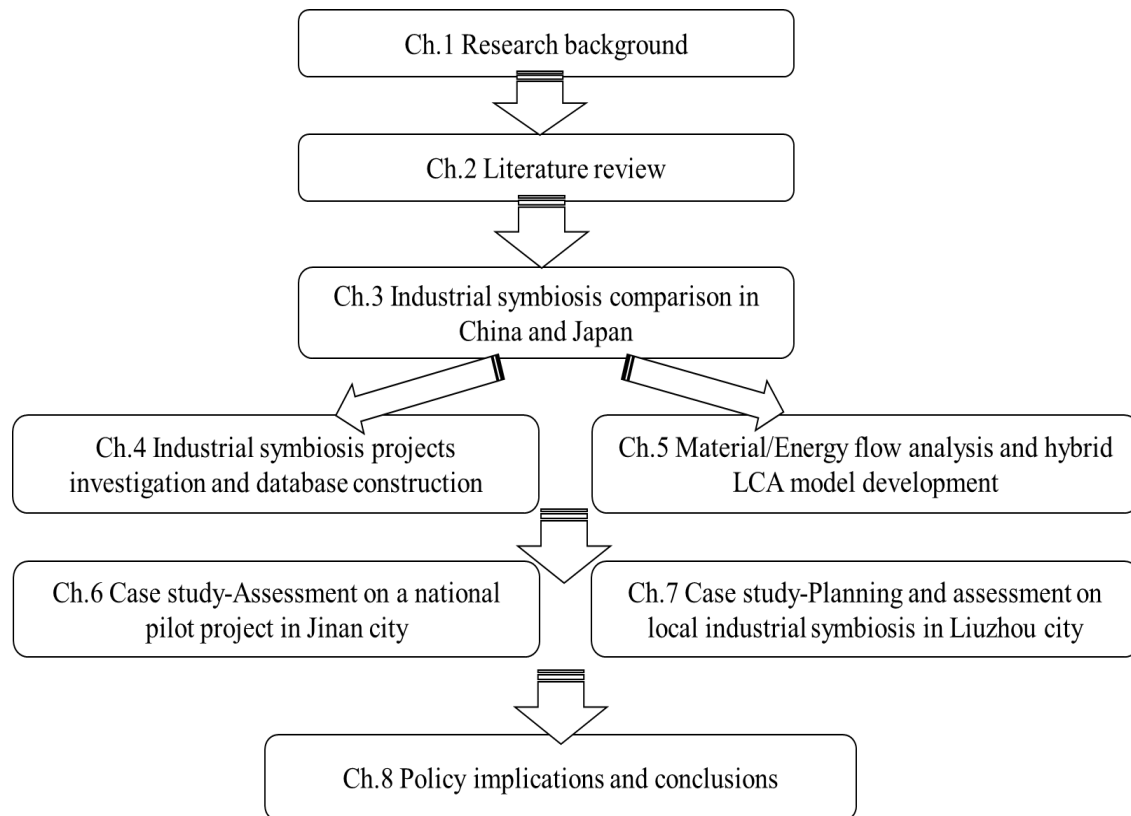 Ch.1 Research background
Ch.2 Literature review
Ch.3 Industrial symbiosis comparison in
China and Japan
Ch.4 Industrial symbiosis projects
investigation and database construction
Ch.5 Material/Energy flow analysis and hybrid
LCA model development
Ch.6 Case study-Assessment on a national
pilot project in Jinan city
Ch.7 Case study-Planning and assessment on
local industrial symbiosis in Liuzhou city
Ch.8 Policy implications and conclusions